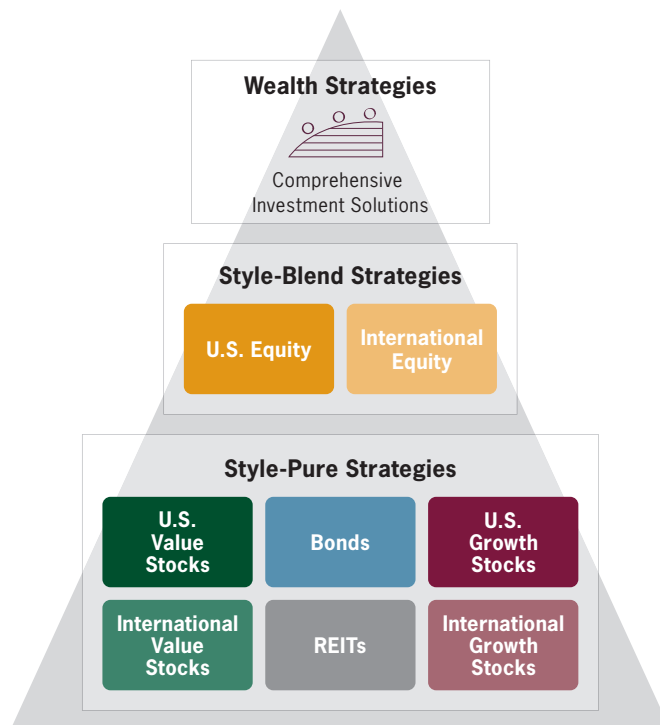 Wealth Strategies
Comprehensive
Investment Solutions
Style-Blend Strategies
U.S. Equity
International
Equity
Style-Pure Strategies
U.S.
Value
Stocks
Bonds
U.S.
Growth
Stocks
International
Value
Stocks
REITs
International
Growth
Stocks